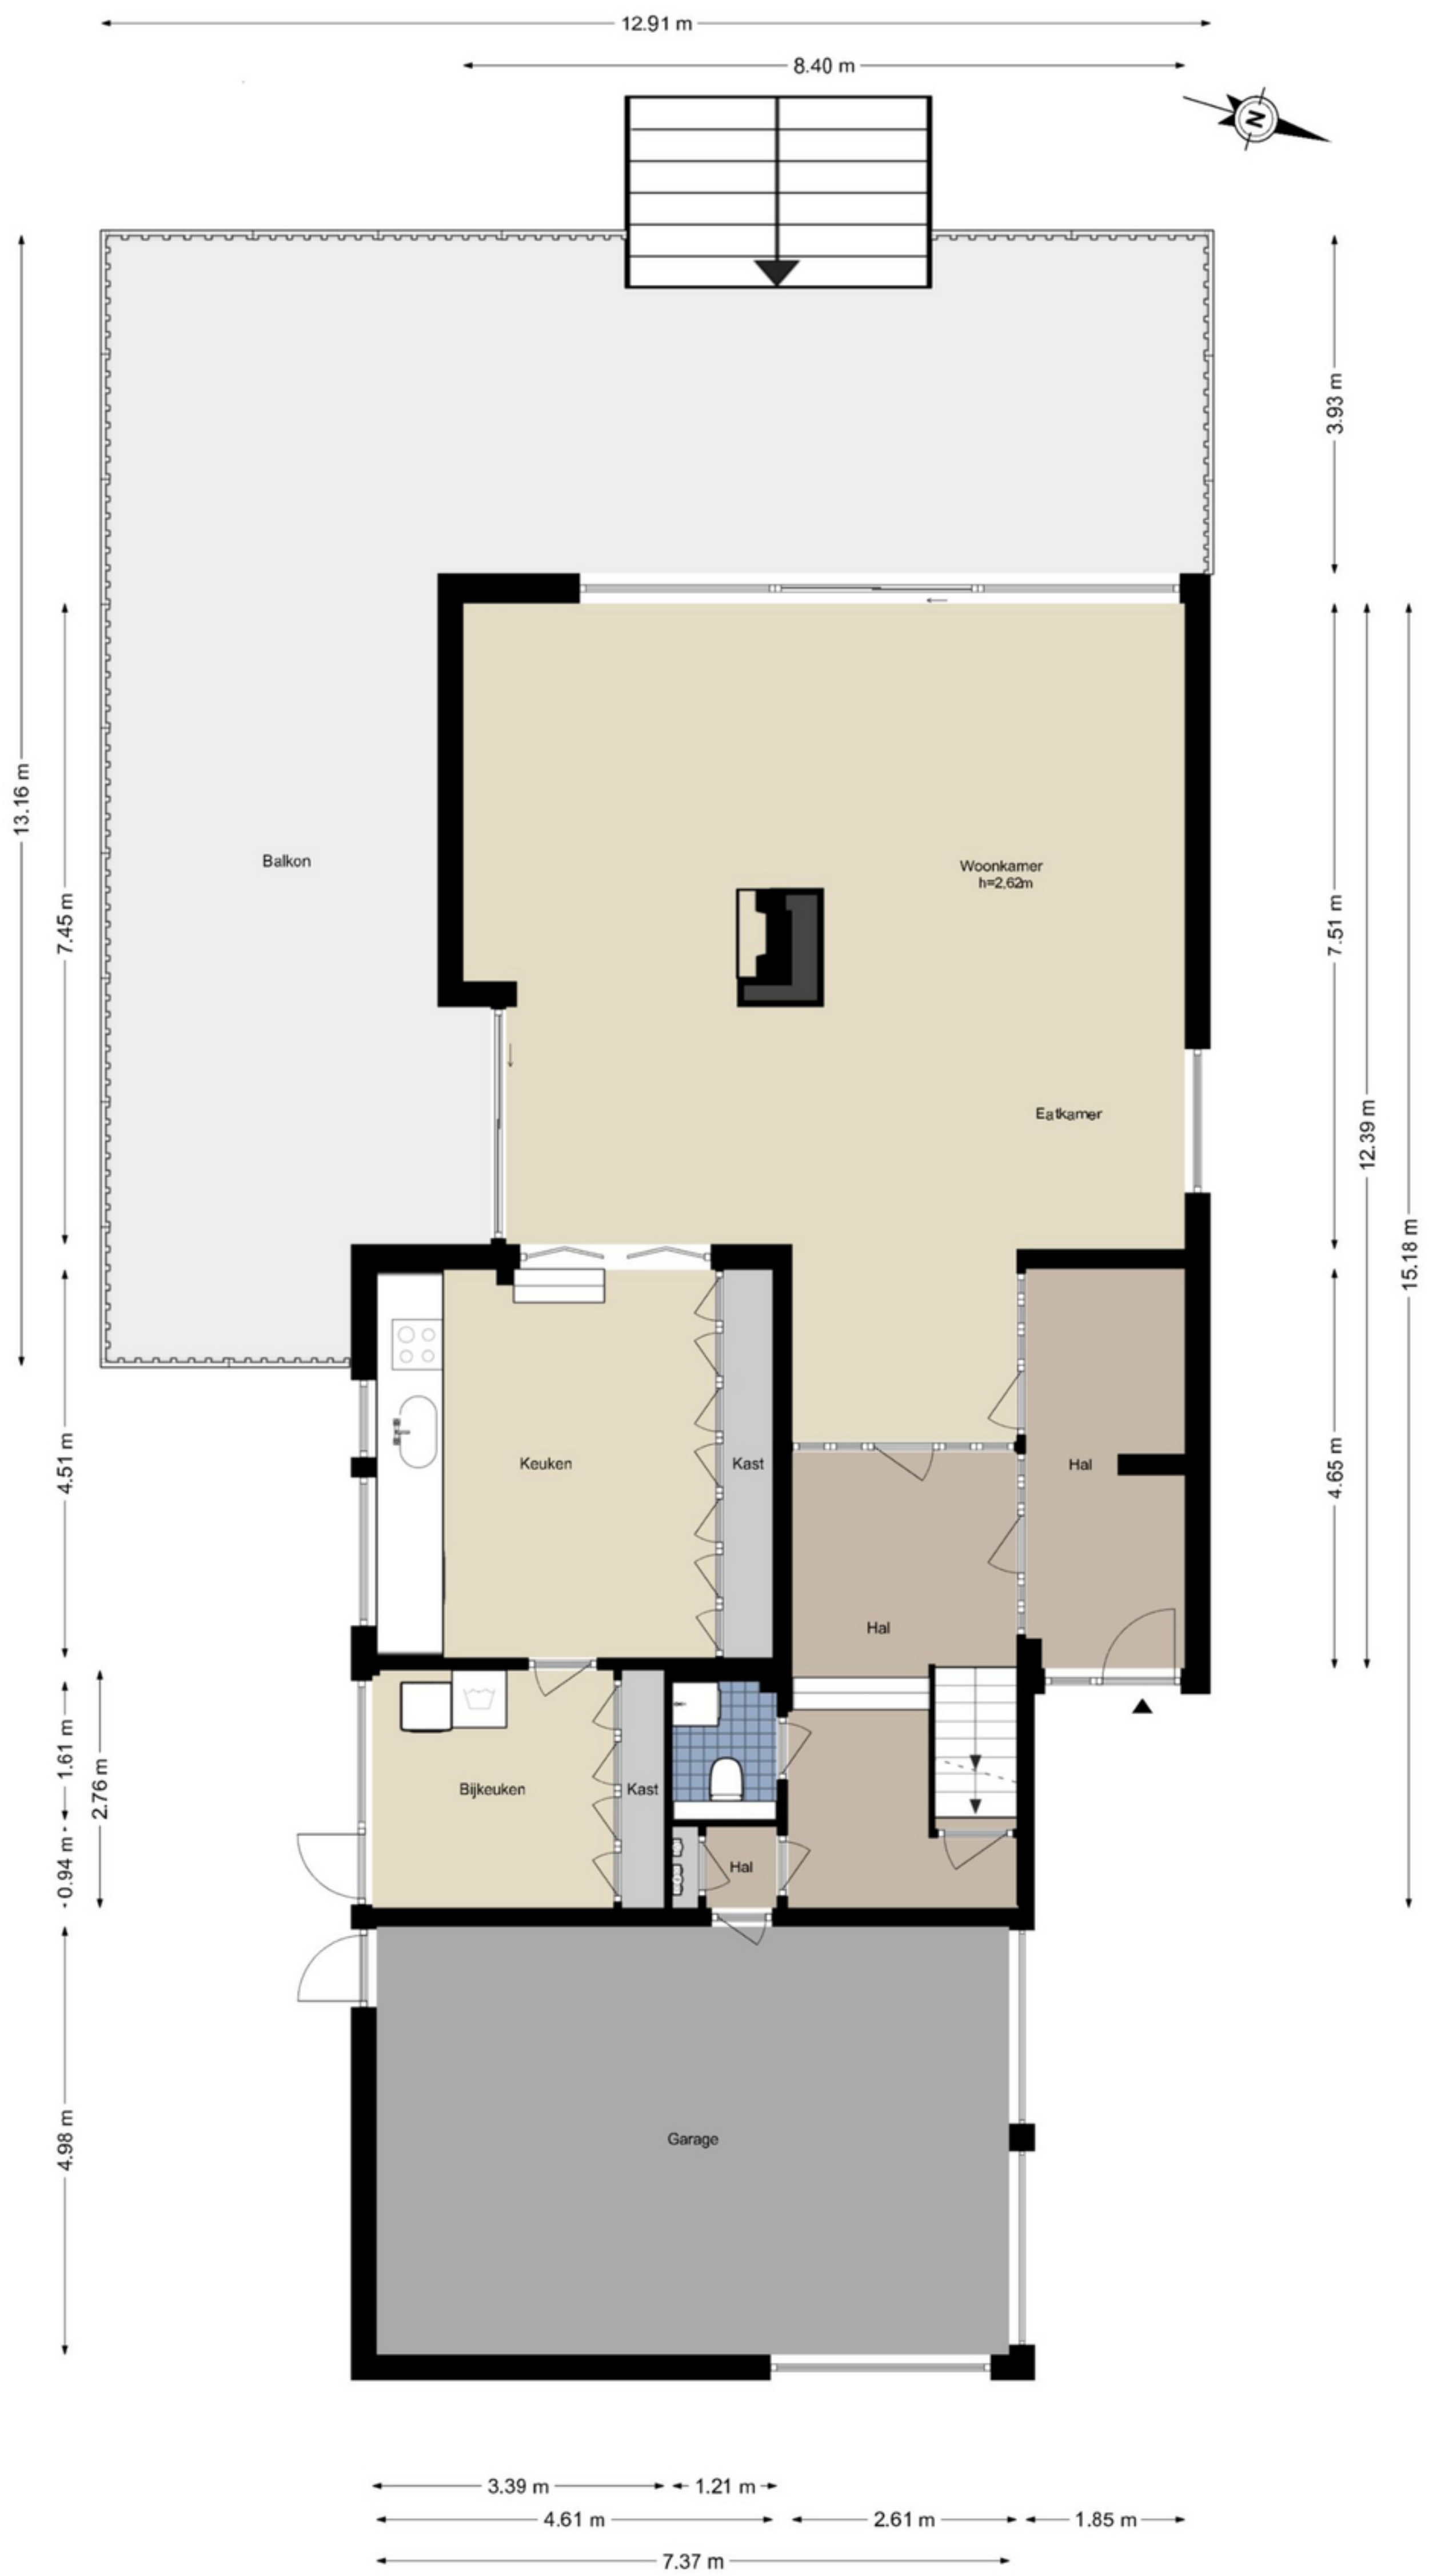 12.91 m
8.40 m
N
3.93 m
13.16 m
Balkon
Woonkamer
h=2,62m
7.45 m
7.51 m
Eatkamer
12.39 m
15.18 m
4.51 m
Keuken
Kast
Hal
4.65 m
Hal
1.61 m
2.76 m
Bijkeuken
Kast
0.94 m
Hal
4.98 m
Garage
3.39 m
1.21 m
4.61 m
2.61 m
1.85 m
7.37 m